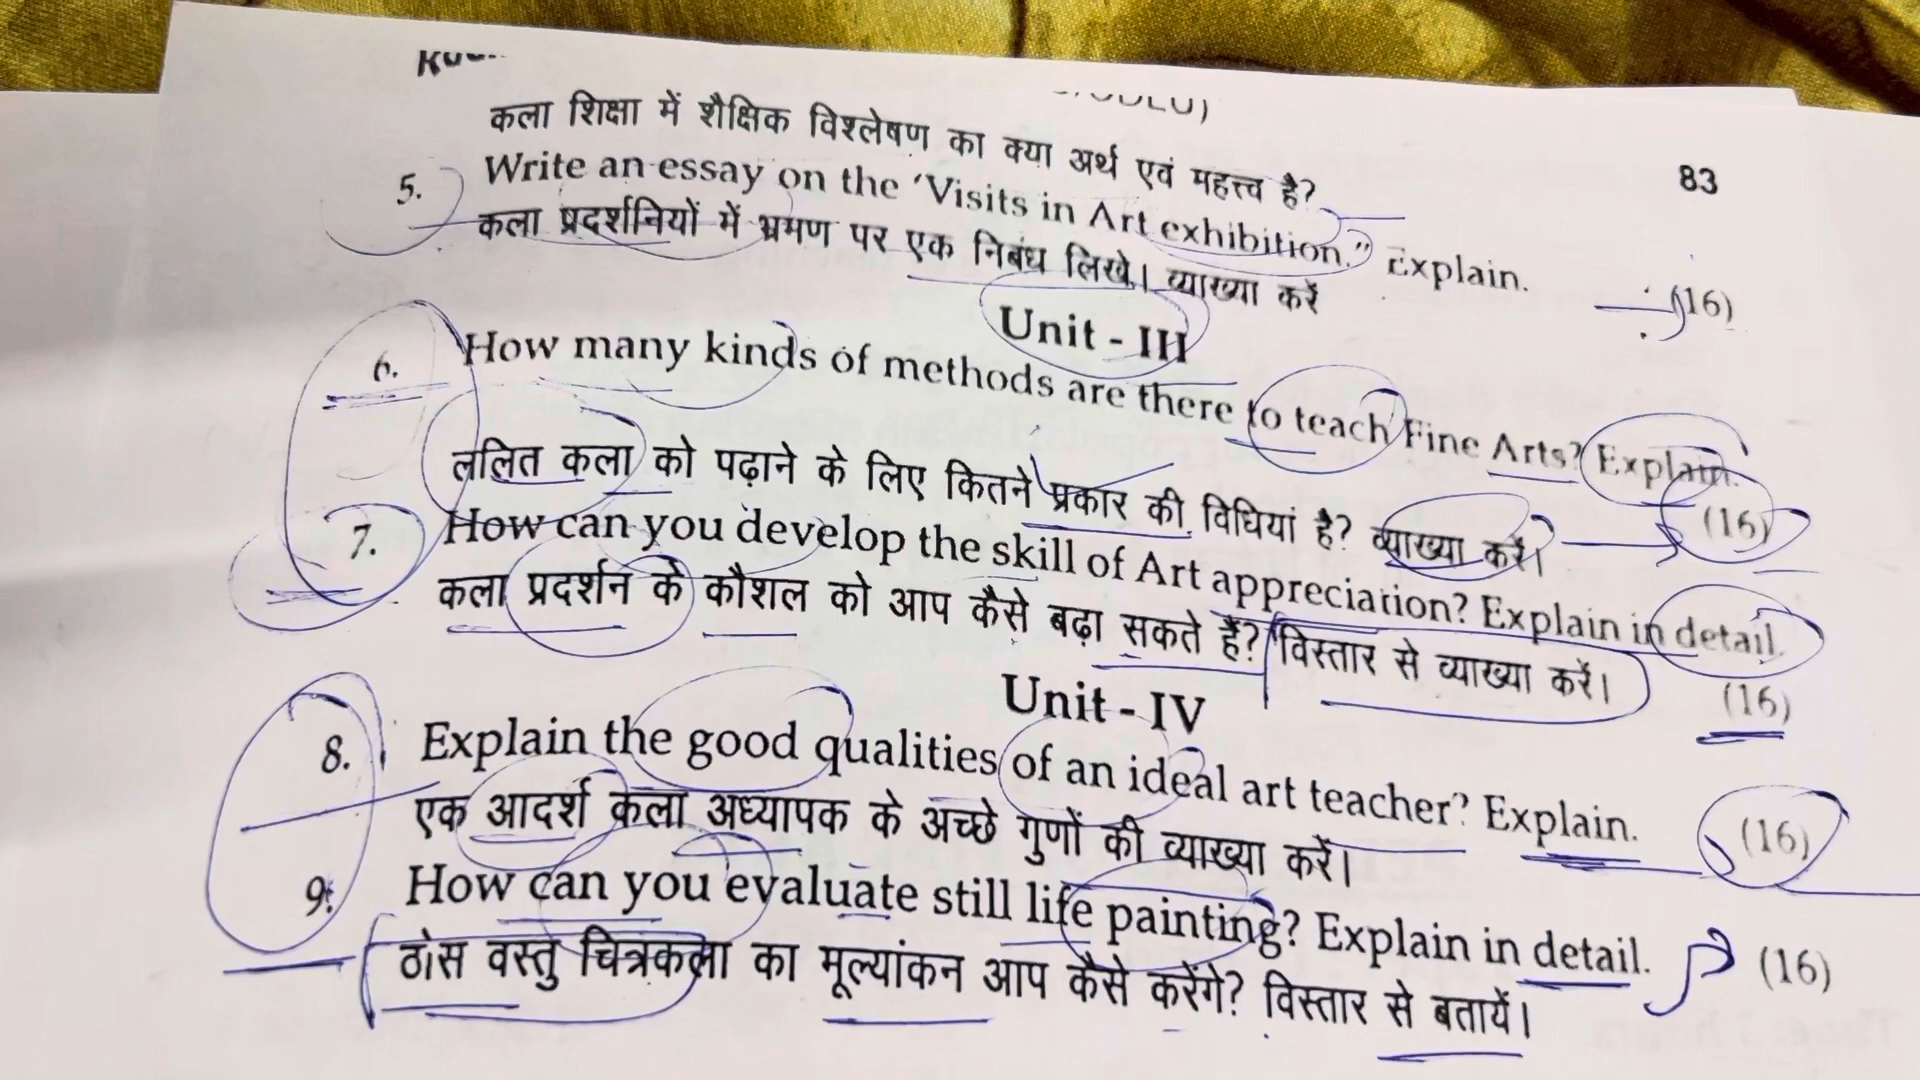 कला शिक्षा में शैक्षिक विश्लेषण का क्या अर्थ एवं महत्त्व है?
83
5. Write an essay on the 'Visits in Art exhibition." Explain.
(16)
कला प्रदर्शनियों में भ्रमण पर एक निबंध लिखे। व्याख्या करें
Unit - III
6. How many kinds of methods are there to teach Fine Arts? Explain.
(16)
ललित कला को पढ़ाने के लिए कितने प्रकार की विधियां है? व्याख्या करें।
7. How can you develop the skill of Art appreciation? Explain in detail.
(16)
कला प्रदर्शन के कौशल को आप कैसे बढ़ा सकते हैं? विस्तार से व्याख्या करें।
Unit - IV
8. Explain the good qualities of an ideal art teacher? Explain.
(16)
एक आदर्श कला अध्यापक के अच्छे गुणों की व्याख्या करें।
9. How can you evaluate still life painting? Explain in detail.
(16)
ठोस वस्तु चित्रकला का मूल्यांकन आप कैसे करेंगे? विस्तार से बतायें।